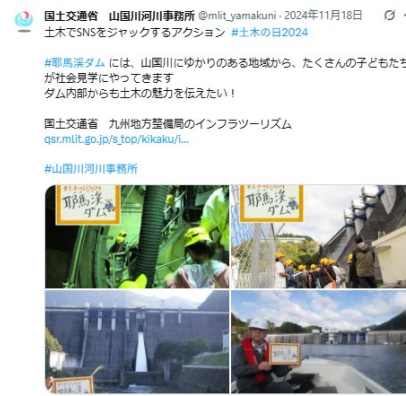 国土交通省 山国川河川事務所 @mlit_yamakuni · 2024年11月18日
土木でSNSをジャックするアクション #土木の日2024
#耶馬渓ダム には、山国川にゆかりのある地域から、たくさんの子どもたち
が社会見学にやってきます
ダム内部からも土木の魅力を伝えたい！
国土交通省 九州地方整備局のインフラツーリズム
qsr.mlit.go.jp/s_top/kikaku/i...
#山国川河川事務所
耶馬渓
ダム
耶馬渓
ダム